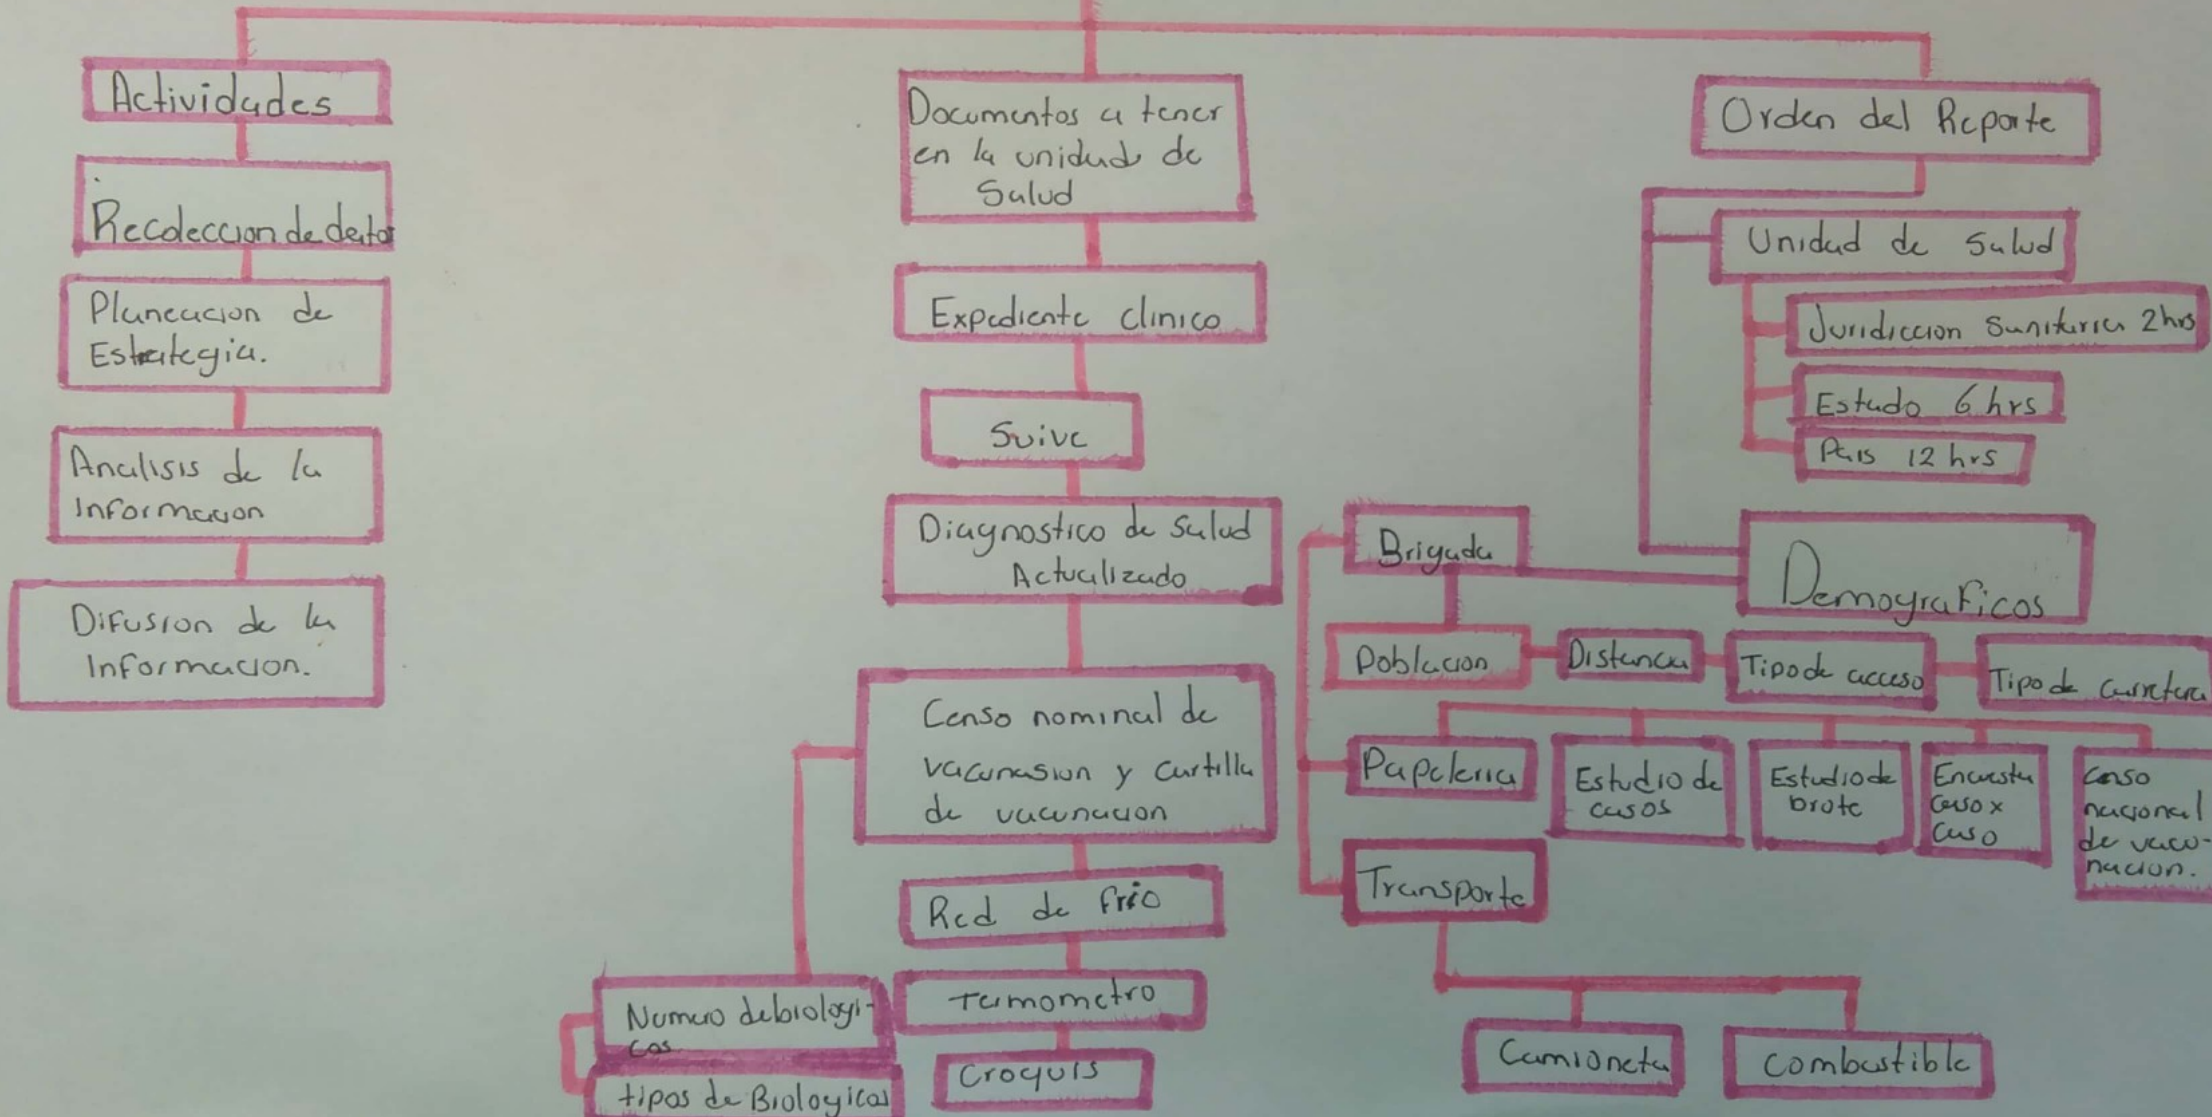 Actividades
Recoleccion de datos
Planeacion de
Estrategia.
Analisis de la
Informacion
Difusion de la
Informacion.
Documentos a tener
en la unidad de
Salud
Expediente clinico
Suive
Diagnostico de Salud
Actualizado
Censo nominal de
vacunasion y cartilla
de vacunacion
Numero de biologi-
cos
tipos de Biologicos
Red de frio
termometro
Croquis
Orden del Reporte
Unidad de Salud
Juridiccion Sanitaria 2hrs
Estado 6 hrs
Pais 12 hrs
Demograficos
Brigada
Poblacion
Distancia
Tipo de acceso
Tipo de carretera
Papeleria
Estudio de
casos
Estudio de
brote
Encuesta
caso x
caso
Censo
nacional
de vacu-
nacion.
Transporte
Camioneta
Combustible